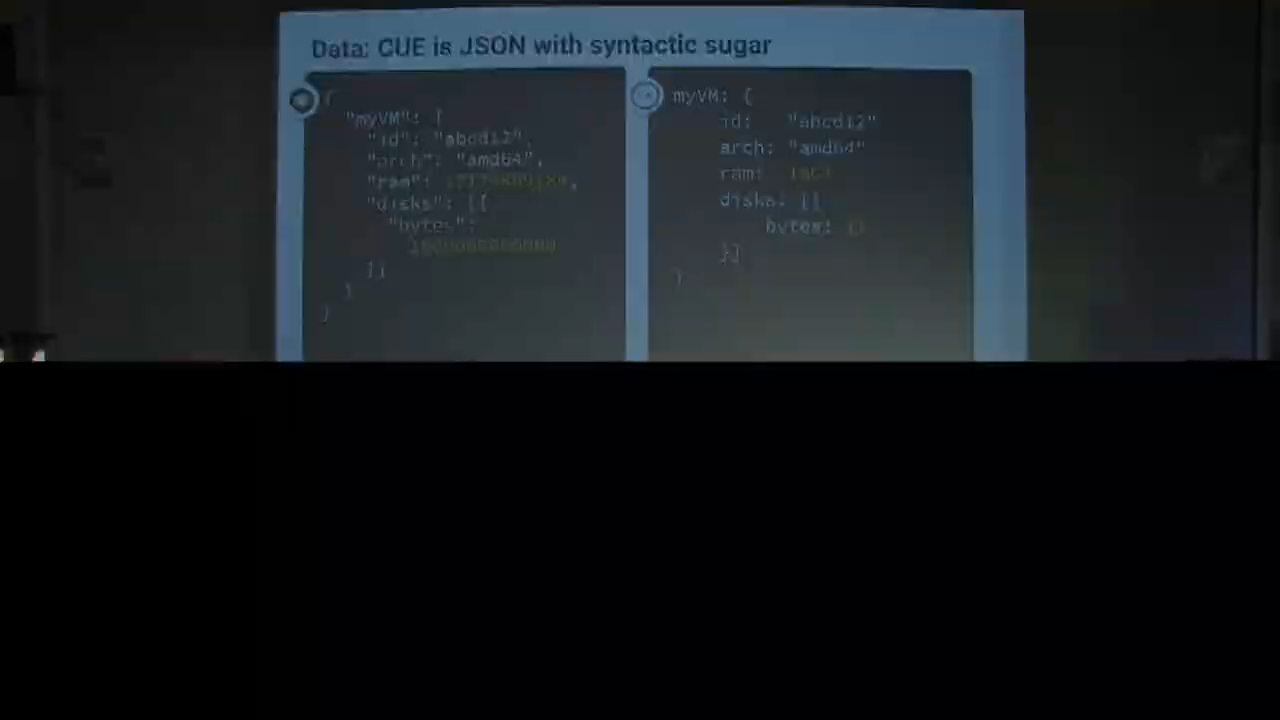 Data: CUE is JSON with syntactic sugar
{
"myVM": {
"id": "abcd12",
"arch": "amd64",
"ram":
"disks": [{
"bytes":
}]
}
}
myVM: {
id: "abcd12"
arch: "amd64"
ram:
disks: [{
bytes:
}]
}